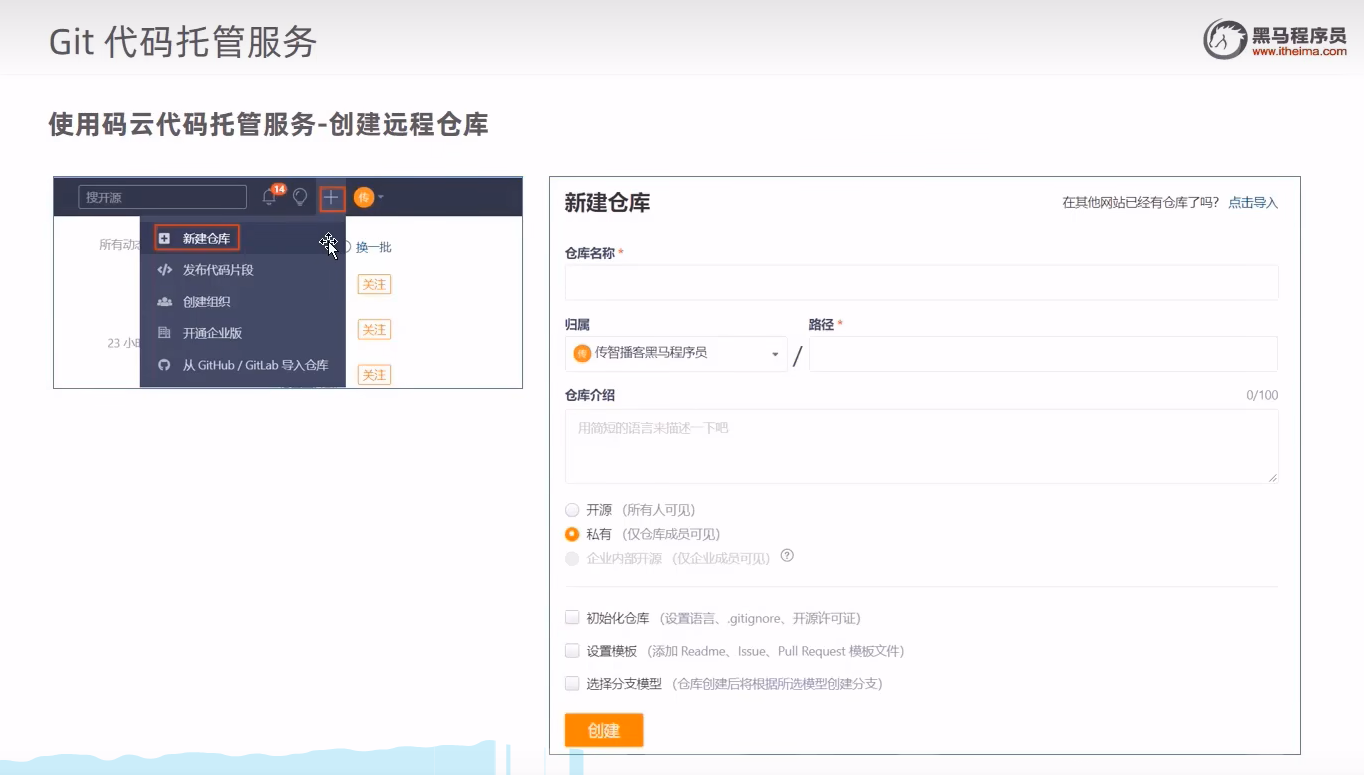 Git 代码托管服务
黑马程序员
www.itheima.com
使用码云代码托管服务-创建远程仓库
搜开源
14
传
新建仓库
换一批
发布代码片段
关注
创建组织
关注
开通企业版
从 GitHub / GitLab 导入仓库
关注
所有动
23 小
新建仓库
在其他网站已经有仓库了吗? 点击导入
仓库名称 *
归属
路径 *
传 传智播客黑马程序员
/
仓库介绍
0/100
用简短的语言来描述一下吧
开源 (所有人可见)
私有 (仅仓库成员可见)
企业内部开源 (仅企业成员可见) ?
初始化仓库 (设置语言、.gitignore、开源许可证)
设置模板 (添加 Readme、Issue、Pull Request 模板文件)
选择分支模型 (仓库创建后将根据所选模型创建分支)
创建